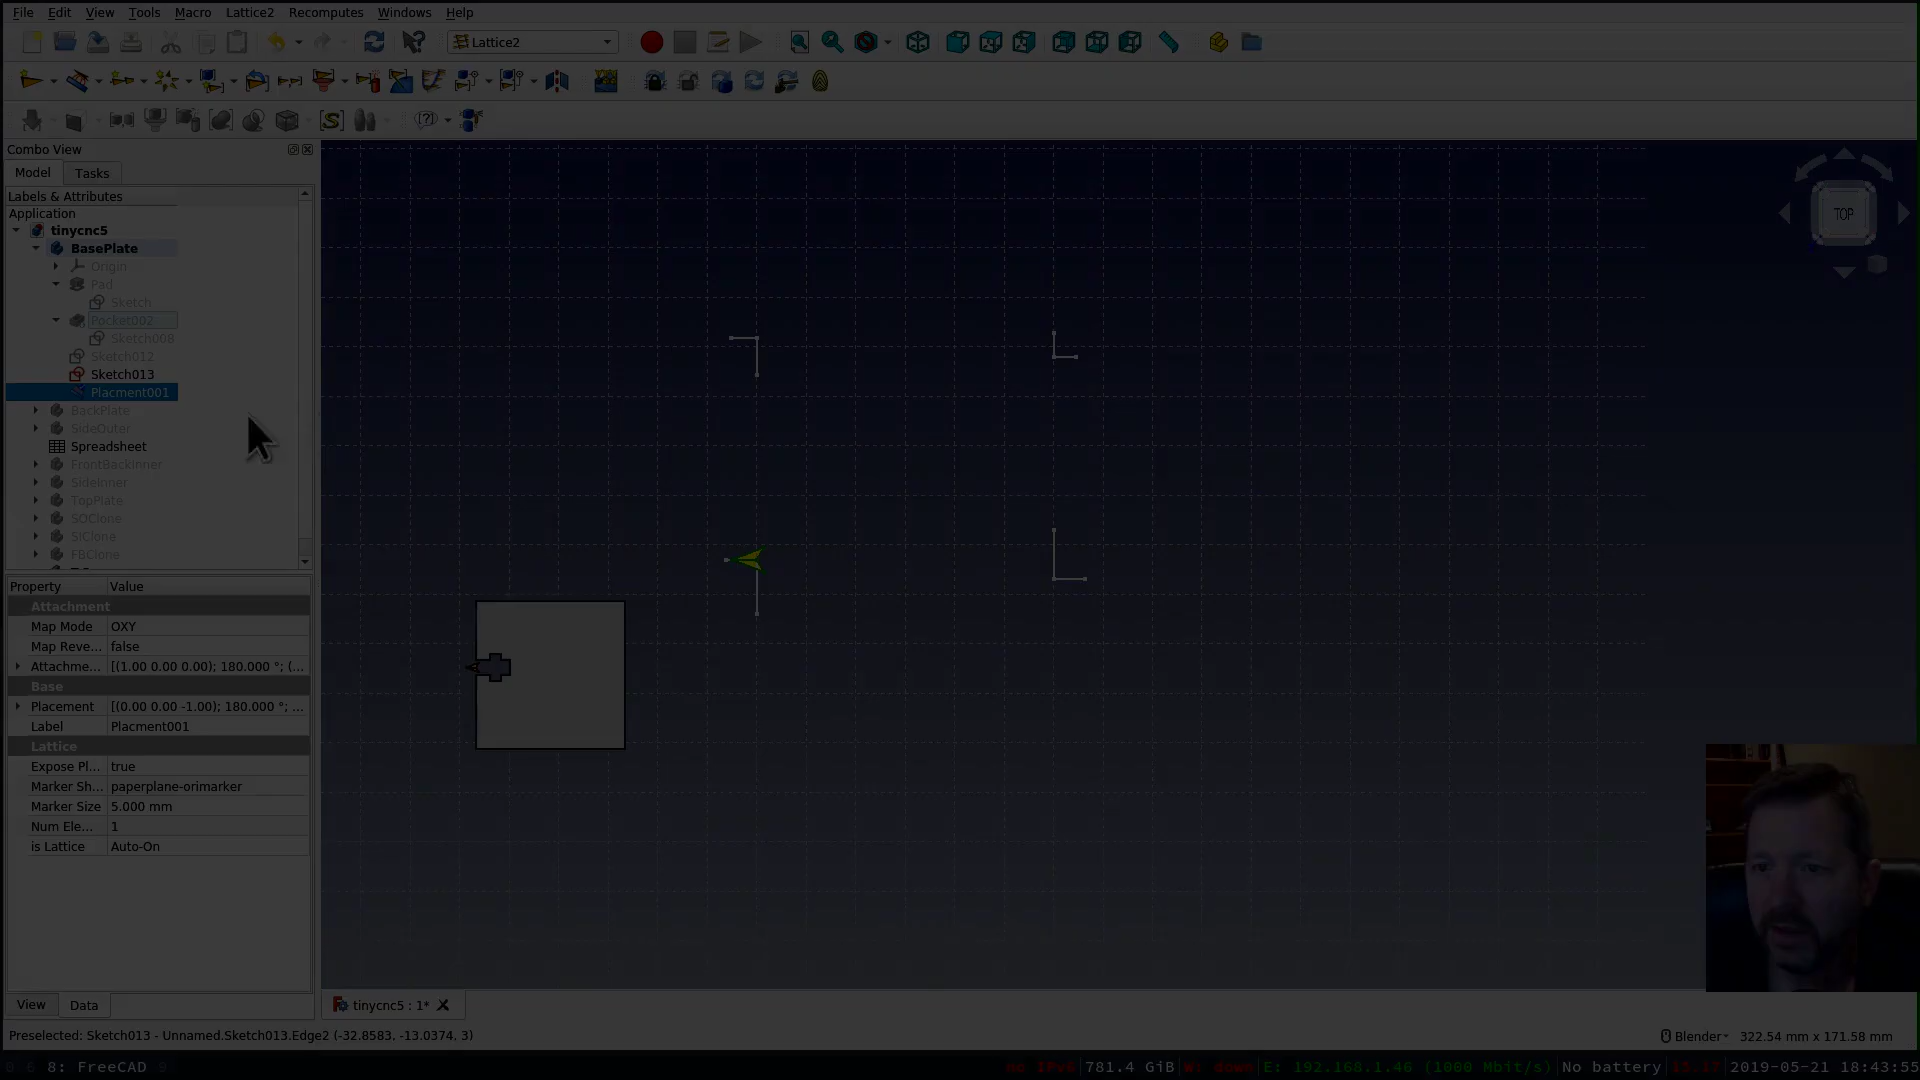 File Edit View Tools Macro Lattice2 Recomputes Windows Help
Lattice2
Combo View
Model Tasks
Labels & Attributes
Application
tinycnc5
BasePlate
Origin
Pad
Sketch
Pocket002
Sketch008
Sketch012
Sketch013
Placment001
BackPlate
SideOuter
Spreadsheet
FrontBackInner
SideInner
TopPlate
SOClone
SIClone
FBClone
TOP
Property Value
Attachment
Map Mode OXY
Map Reve... false
Attachme... [(1.00 0.00 0.00); 180.000 °; (...
Base
Placement [(0.00 0.00 -1.00); 180.000 °; ...
Label Placment001
Lattice
Expose Pl... true
Marker Sh... paperplane-orimarker
Marker Size 5.000 mm
Num Ele... 1
is Lattice Auto-On
View Data
tinycnc5 : 1*
Preselected: Sketch013 - Unnamed.Sketch013.Edge2 (-32.8583, -13.0374, 3)
Blender 322.54 mm x 171.58 mm
8: FreeCAD no IPv6 781.4 GiB W: down E: 192.168.1.46 (1000 Mbit/s) No battery 2019-05-21 18:43:55